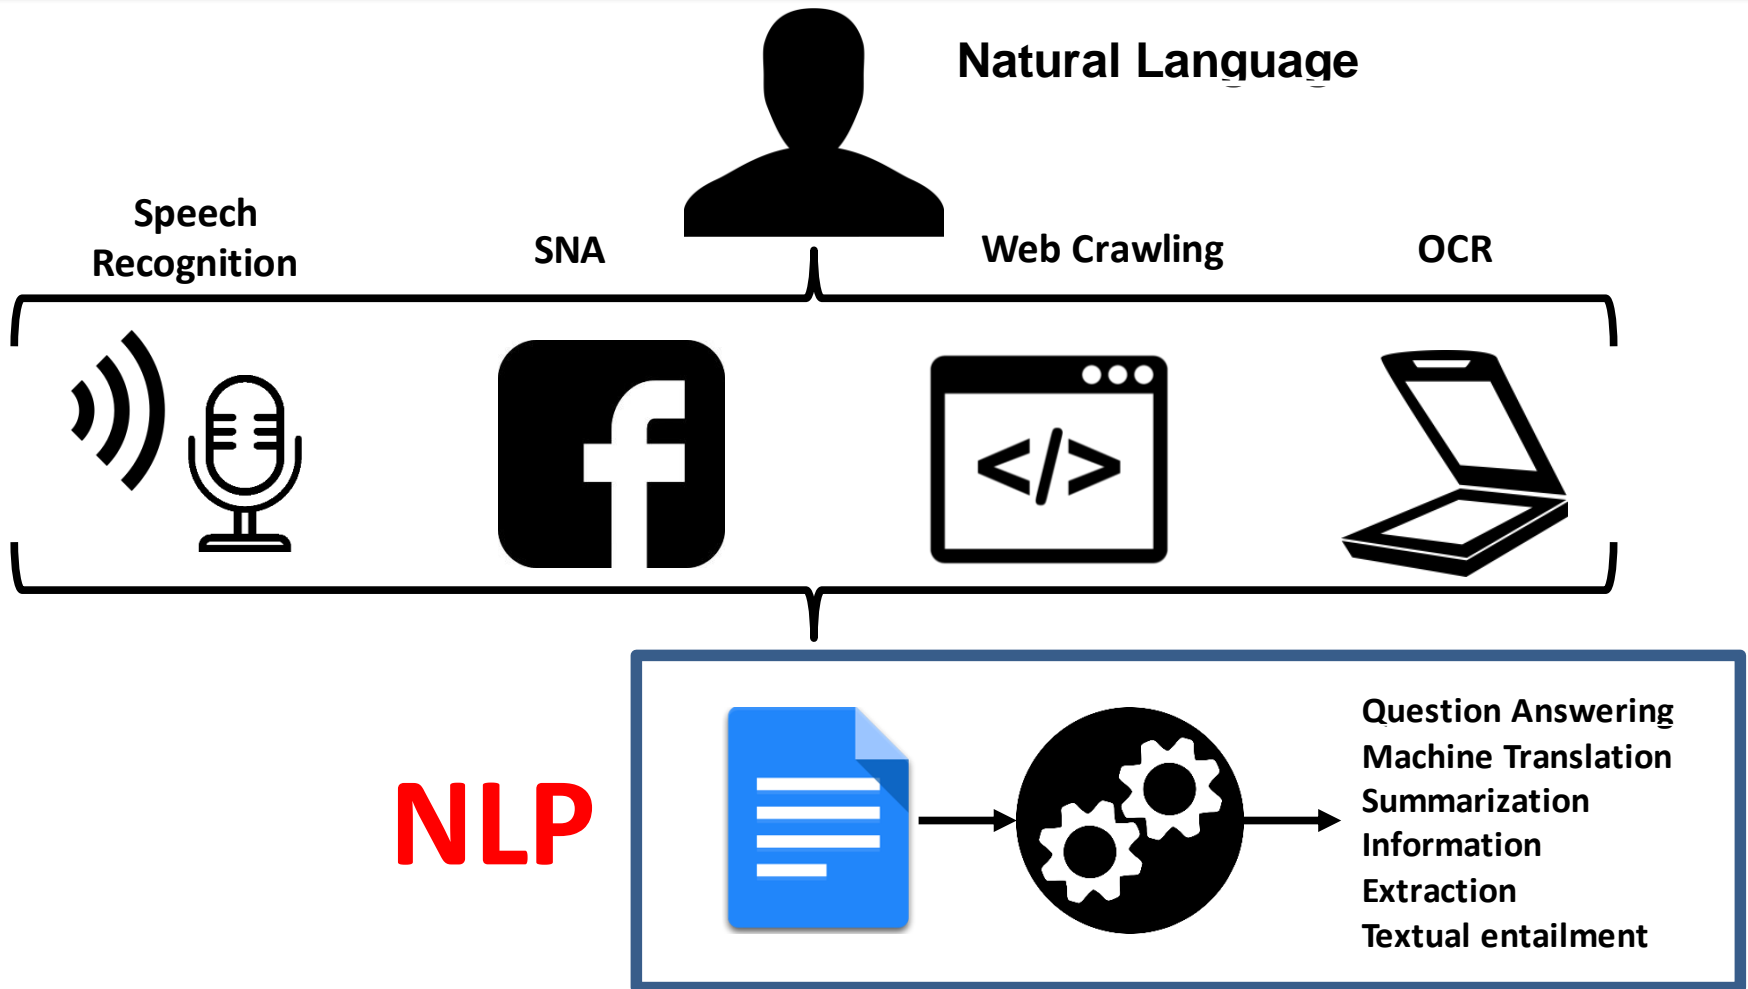 Natural Language
Speech
Recognition
SNA
Web Crawling
OCR
NLP
Question Answering
Machine Translation
Summarization
Information
Extraction
Textual entailment